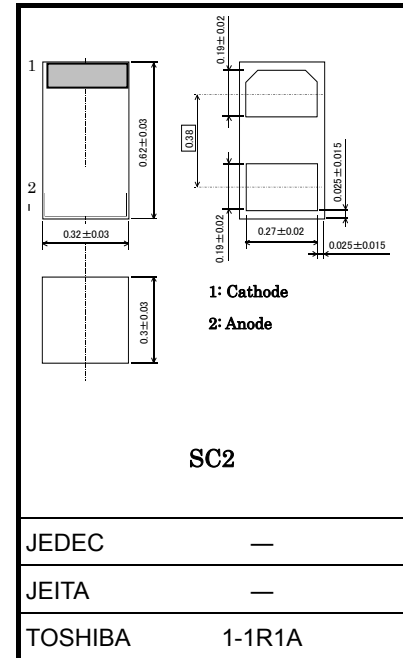 1
0.62±0.03
2
0.32±0.03
0.3±0.03
0.19±0.02
0.38
0.19±0.02
0.27±0.02
0.025±0.015
0.025±0.015
1: Cathode
2: Anode
SC2
JEDEC —
JEITA —
TOSHIBA 1-1R1A